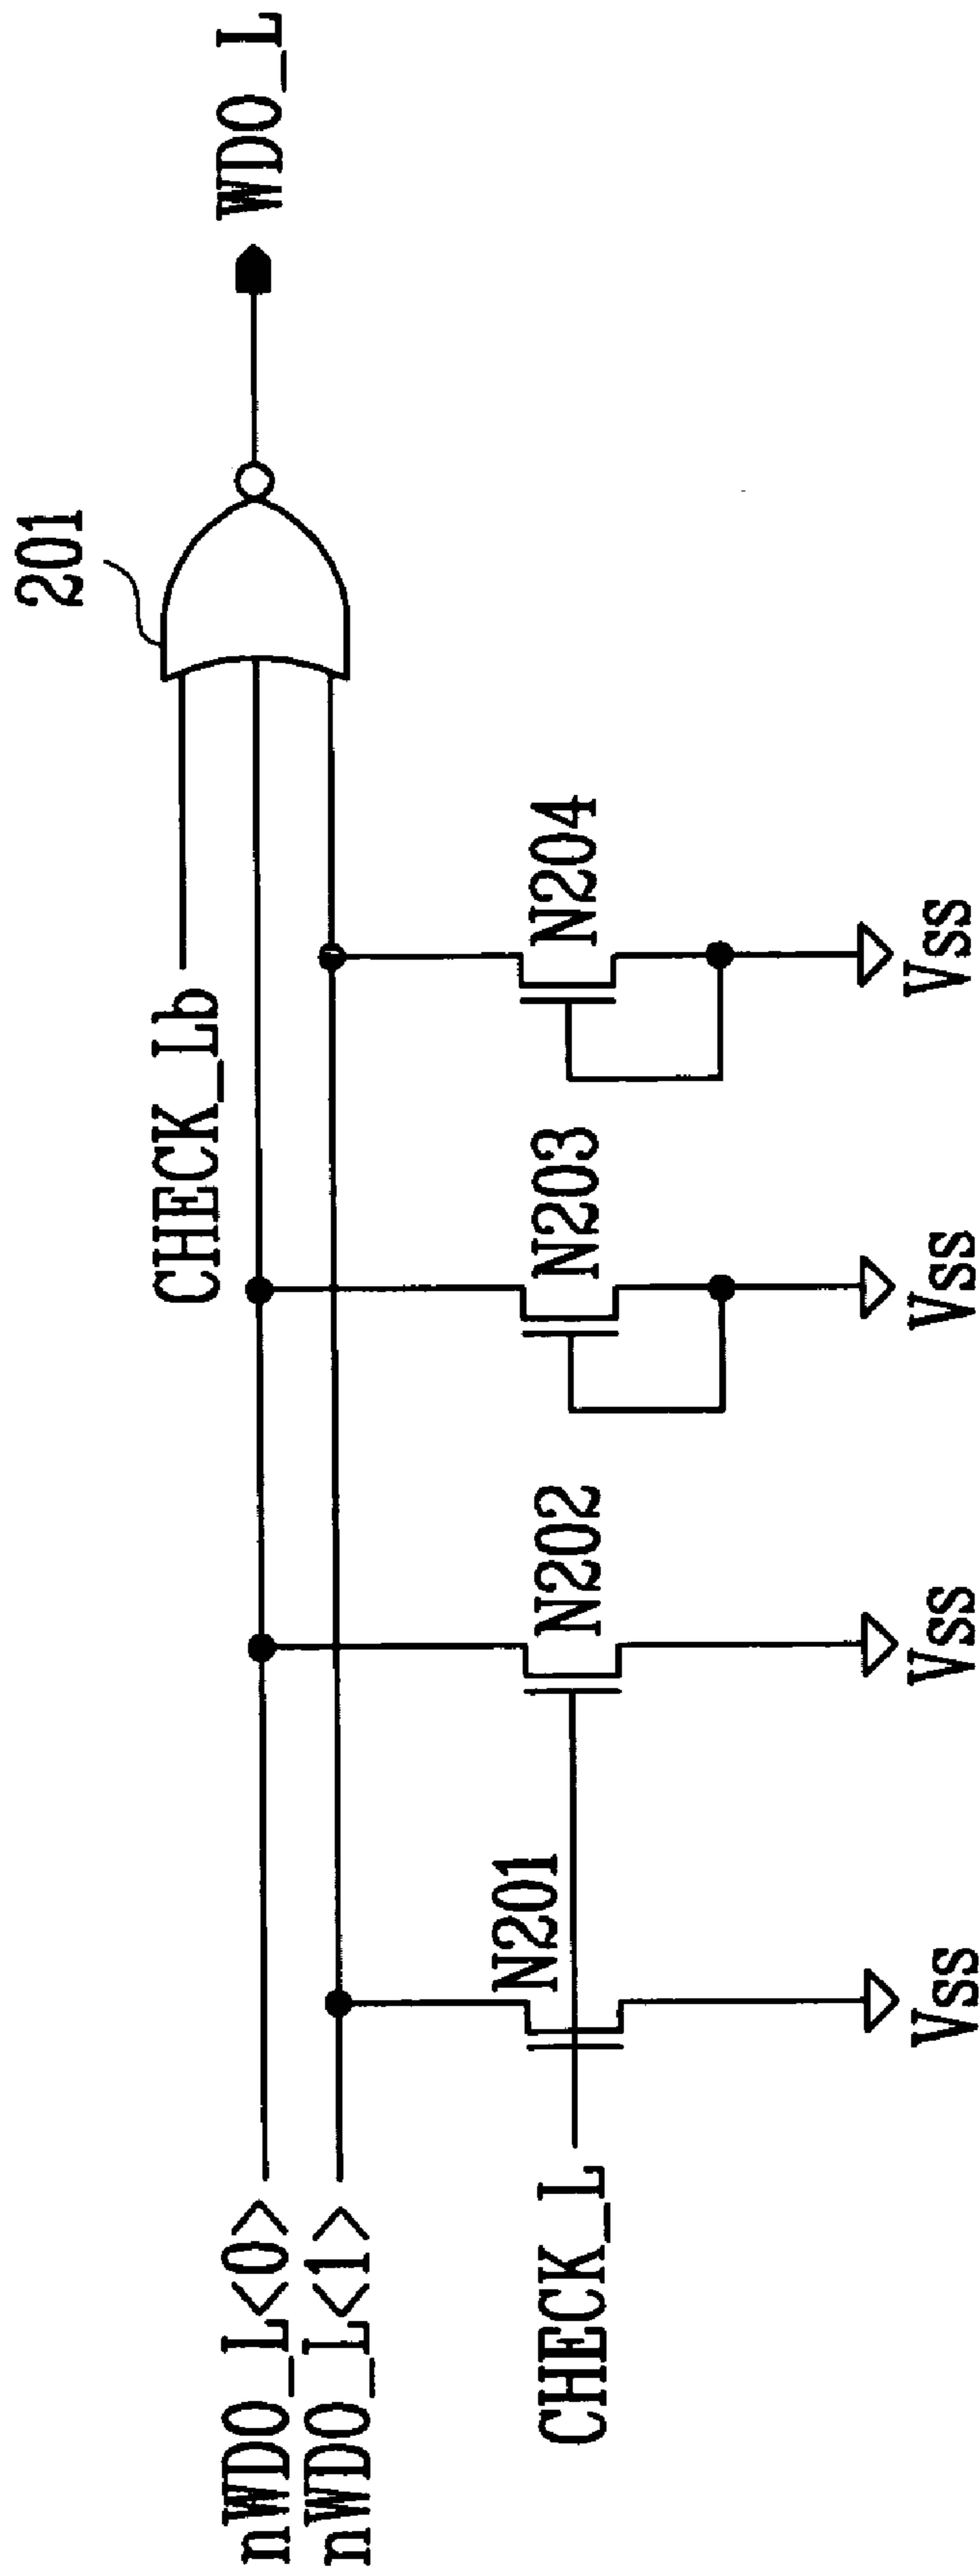 201
CHECK_Lb
WDO_L
nWDO_L<0>
nWDO_L<1>
N201
N202
N203
N204
CHECK_L
Vss
Vss
Vss
Vss